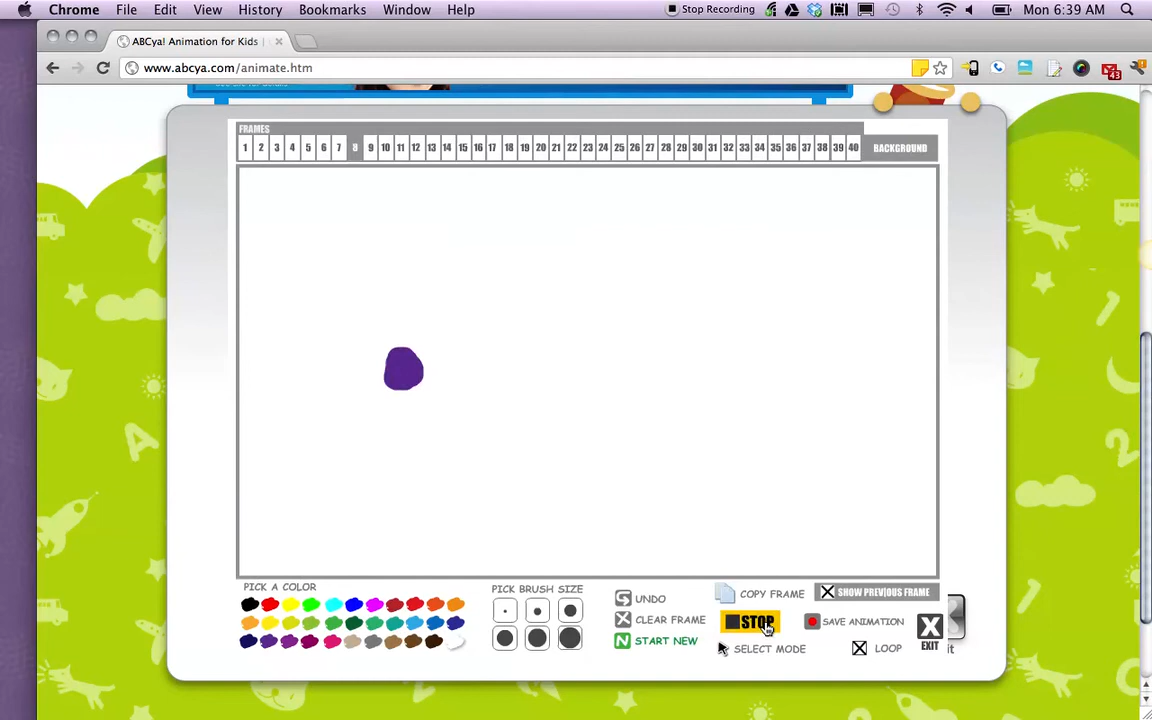 Chrome File Edit View History Bookmarks Window Help Stop Recording Mon 6:39 AM
ABCya! Animation for Kids |
www.abcya.com/animate.htm
43
FRAMES
1 2 3 4 5 6 7 8 9 10 11 12 13 14 15 16 17 18 19 20 21 22 23 24 25 26 27 28 29 30 31 32 33 34 35 36 37 38 39 40 BACKGROUND
PICK A COLOR
PICK BRUSH SIZE
UNDO
CLEAR FRAME
START NEW
COPY FRAME
SHOW PREVIOUS FRAME
STOP
SAVE ANIMATION
SELECT MODE
LOOP
EXIT